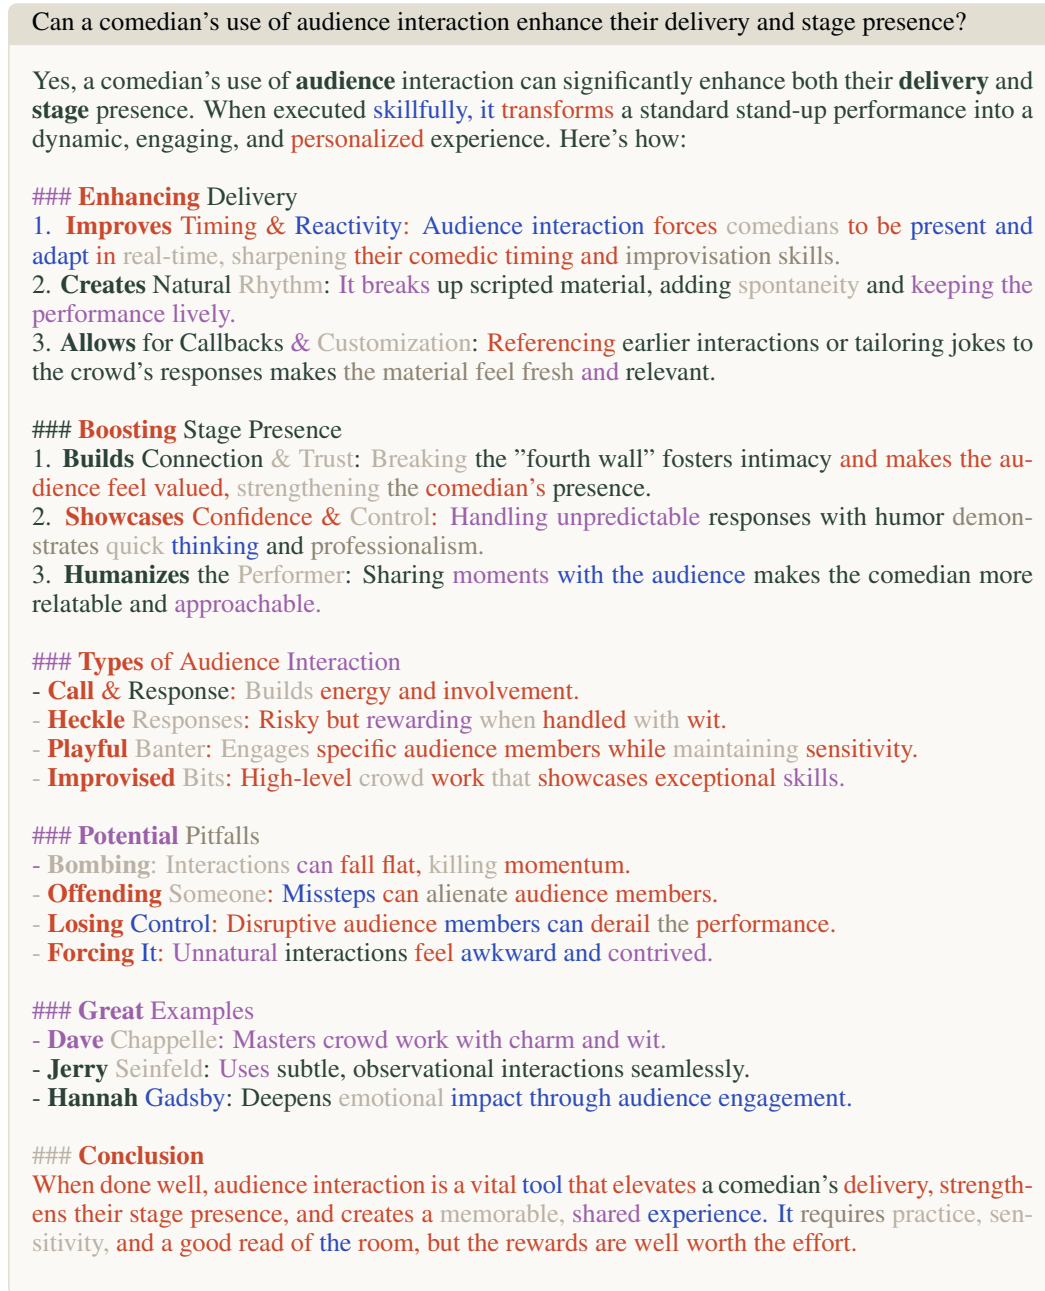 Can a comedian's use of audience interaction enhance their delivery and stage presence?
Yes, a comedian's use of audience interaction can significantly enhance both their delivery and
stage presence. When executed skillfully, it transforms a standard stand-up performance into a
dynamic, engaging, and personalized experience. Here's how:
### Enhancing Delivery
1. Improves Timing & Reactivity: Audience interaction forces comedians to be present and
adapt in real-time, sharpening their comedic timing and improvisation skills.
2. Creates Natural Rhythm: It breaks up scripted material, adding spontaneity and keeping the
performance lively.
3. Allows for Callbacks & Customization: Referencing earlier interactions or tailoring jokes to
the crowd's responses makes the material feel fresh and relevant.
### Boosting Stage Presence
1. Builds Connection & Trust: Breaking the ”fourth wall” fosters intimacy and makes the au-
dience feel valued, strengthening the comedian's presence.
2. Showcases Confidence & Control: Handling unpredictable responses with humor demon-
strates quick thinking and professionalism.
3. Humanizes the Performer: Sharing moments with the audience makes the comedian more
relatable and approachable.
### Types of Audience Interaction
- Call & Response: Builds energy and involvement.
- Heckle Responses: Risky but rewarding when handled with wit.
- Playful Banter: Engages specific audience members while maintaining sensitivity.
- Improvised Bits: High-level crowd work that showcases exceptional skills.
### Potential Pitfalls
- Bombing: Interactions can fall flat, killing momentum.
- Offending Someone: Missteps can alienate audience members.
- Losing Control: Disruptive audience members can derail the performance.
- Forcing It: Unnatural interactions feel awkward and contrived.
### Great Examples
- Dave Chappelle: Masters crowd work with charm and wit.
- Jerry Seinfeld: Uses subtle, observational interactions seamlessly.
- Hannah Gadsby: Deepens emotional impact through audience engagement.
### Conclusion
When done well, audience interaction is a vital tool that elevates a comedian's delivery, strength-
ens their stage presence, and creates a memorable, shared experience. It requires practice, sen-
sitivity, and a good read of the room, but the rewards are well worth the effort.